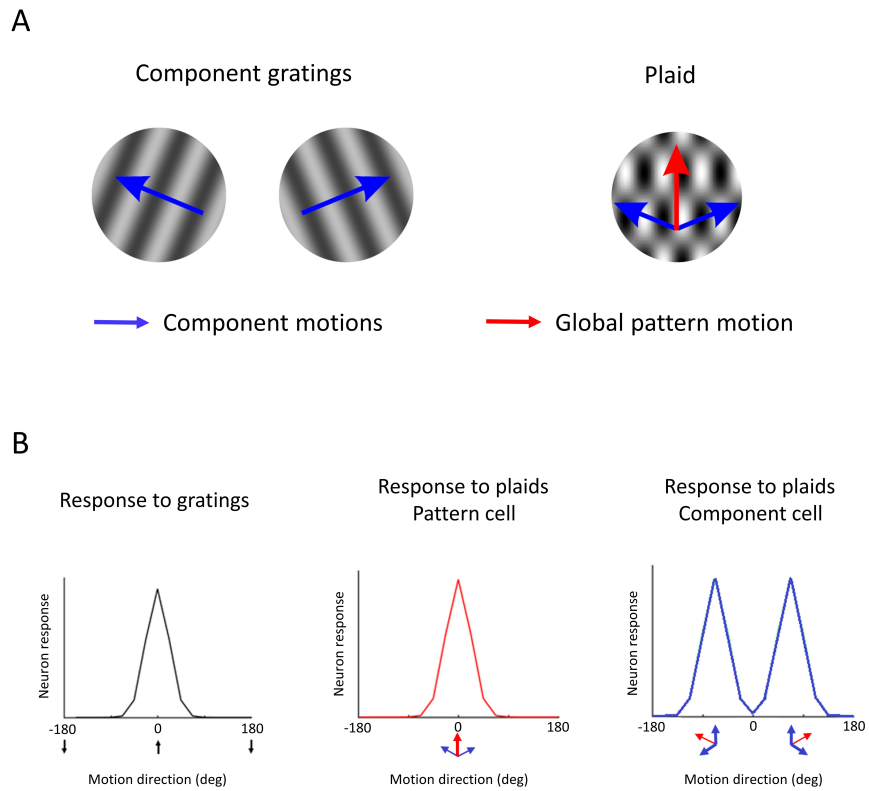 A
Component gratings
Plaid
Component motions
Global pattern motion
B
Response to gratings
Response to plaids
Pattern cell
Response to plaids
Component cell
Neuron response
-180
0
180
Motion direction (deg)
Neuron response
-180
0
180
Motion direction (deg)
Neuron response
-180
0
180
Motion direction (deg)